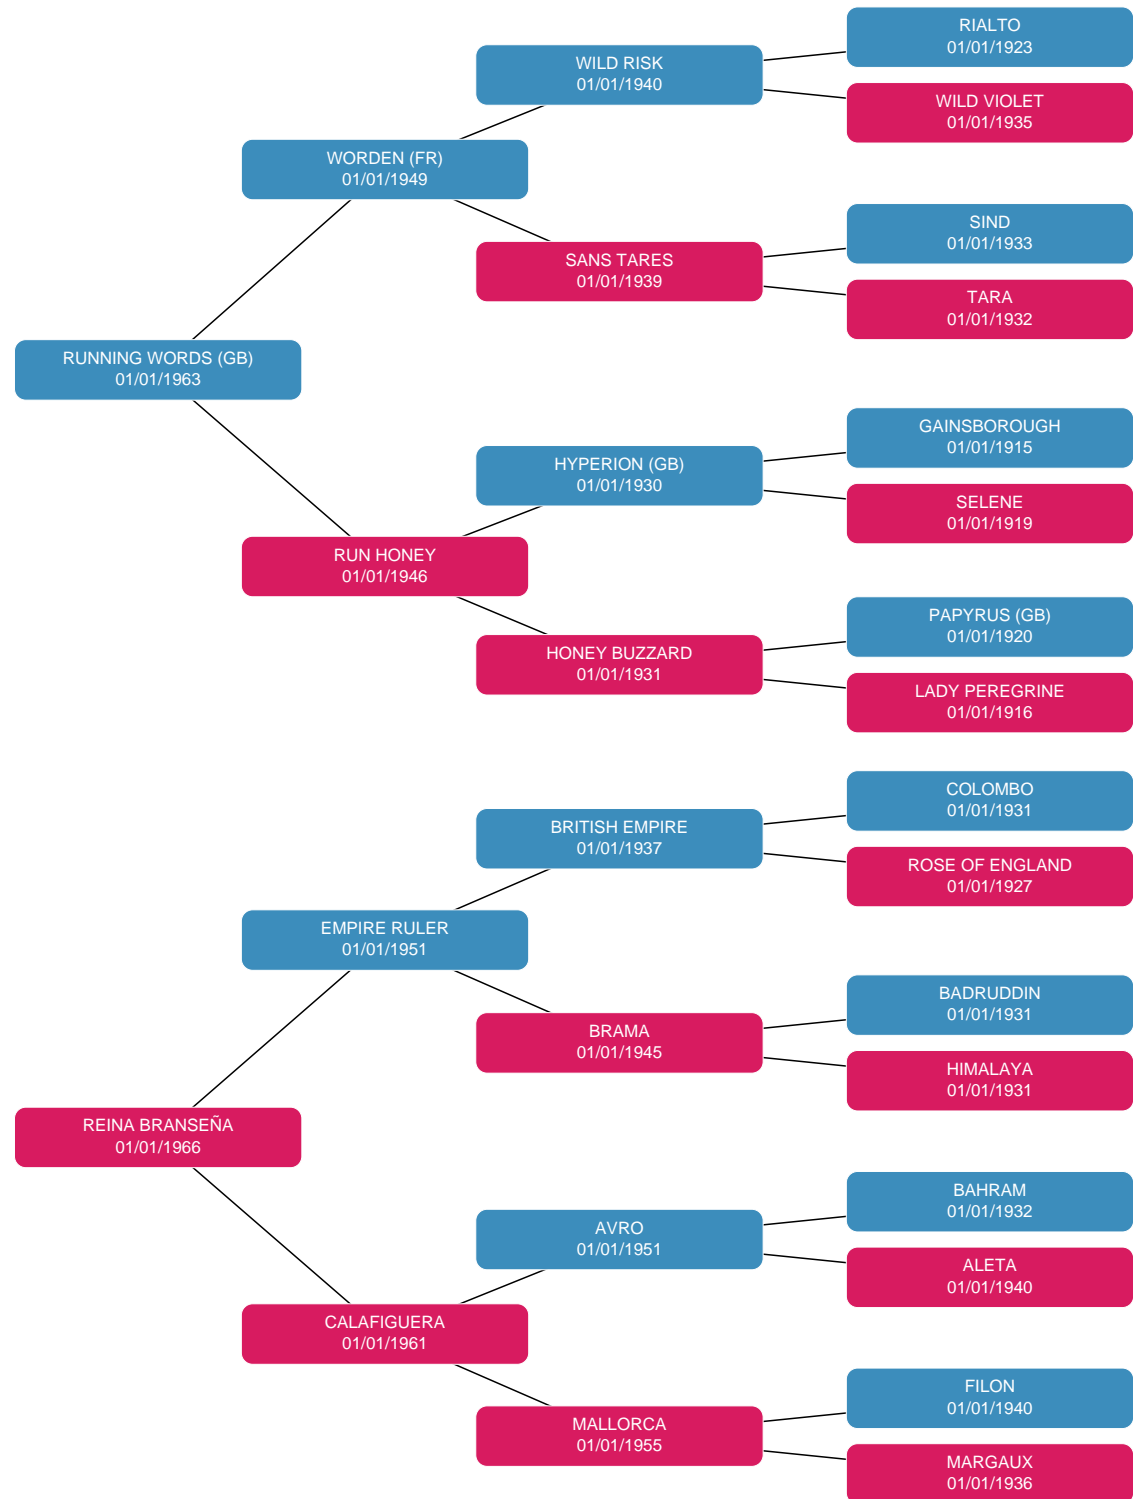 RIALTO
01/01/1923
WILD RISK
01/01/1940
WILD VIOLET
01/01/1935
WORDEN (FR)
01/01/1949
SIND
01/01/1933
SANS TARES
01/01/1939
TARA
01/01/1932
RUNNING WORDS (GB)
01/01/1963
GAINSBOROUGH
01/01/1915
HYPERION (GB)
01/01/1930
SELENE
01/01/1919
RUN HONEY
01/01/1946
PAPYRUS (GB)
01/01/1920
HONEY BUZZARD
01/01/1931
LADY PEREGRINE
01/01/1916
COLOMBO
01/01/1931
BRITISH EMPIRE
01/01/1937
ROSE OF ENGLAND
01/01/1927
EMPIRE RULER
01/01/1951
BADRUDDIN
01/01/1931
BRAMA
01/01/1945
HIMALAYA
01/01/1931
REINA BRANSEÑA
01/01/1966
BAHRAM
01/01/1932
AVRO
01/01/1951
ALETA
01/01/1940
CALAFIGUERA
01/01/1961
FILON
01/01/1940
MALLORCA
01/01/1955
MARGAUX
01/01/1936